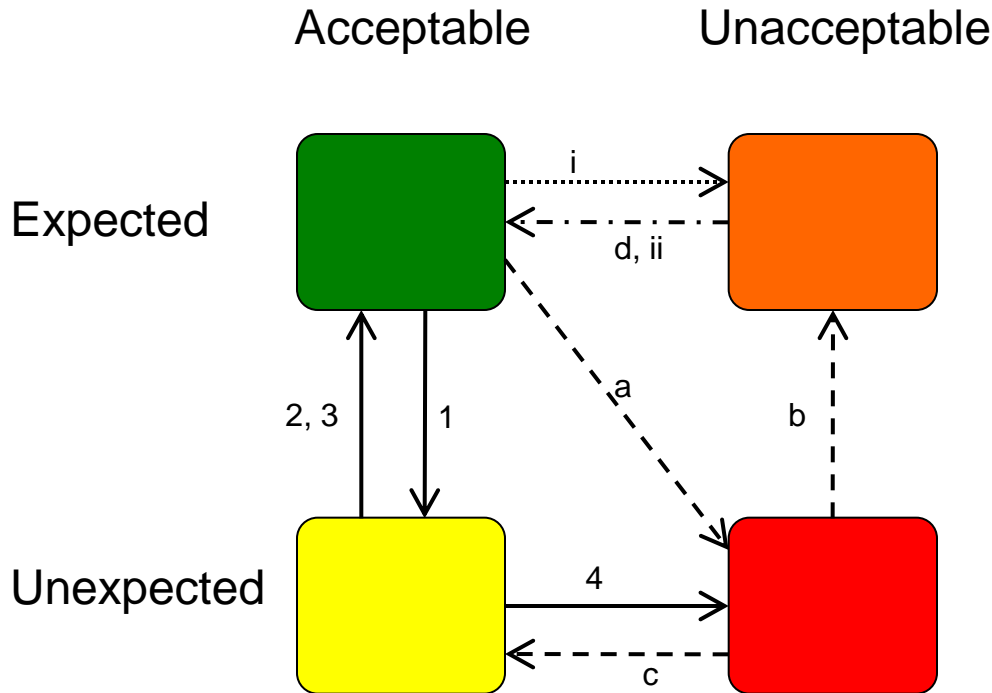 Acceptable Unacceptable
i
Expected
d, ii
a
2, 3 1 b
Unexpected
4
c